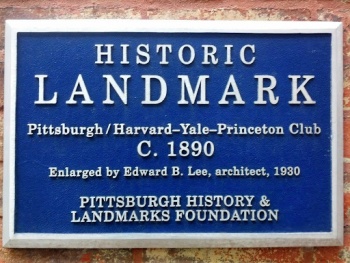 HISTORIC
LANDMARK
Pittsburgh/Harvard–Yale–Princeton Club
C. 1890
Enlarged by Edward B. Lee, architect, 1930
PITTSBURGH HISTORY &
LANDMARKS FOUNDATION